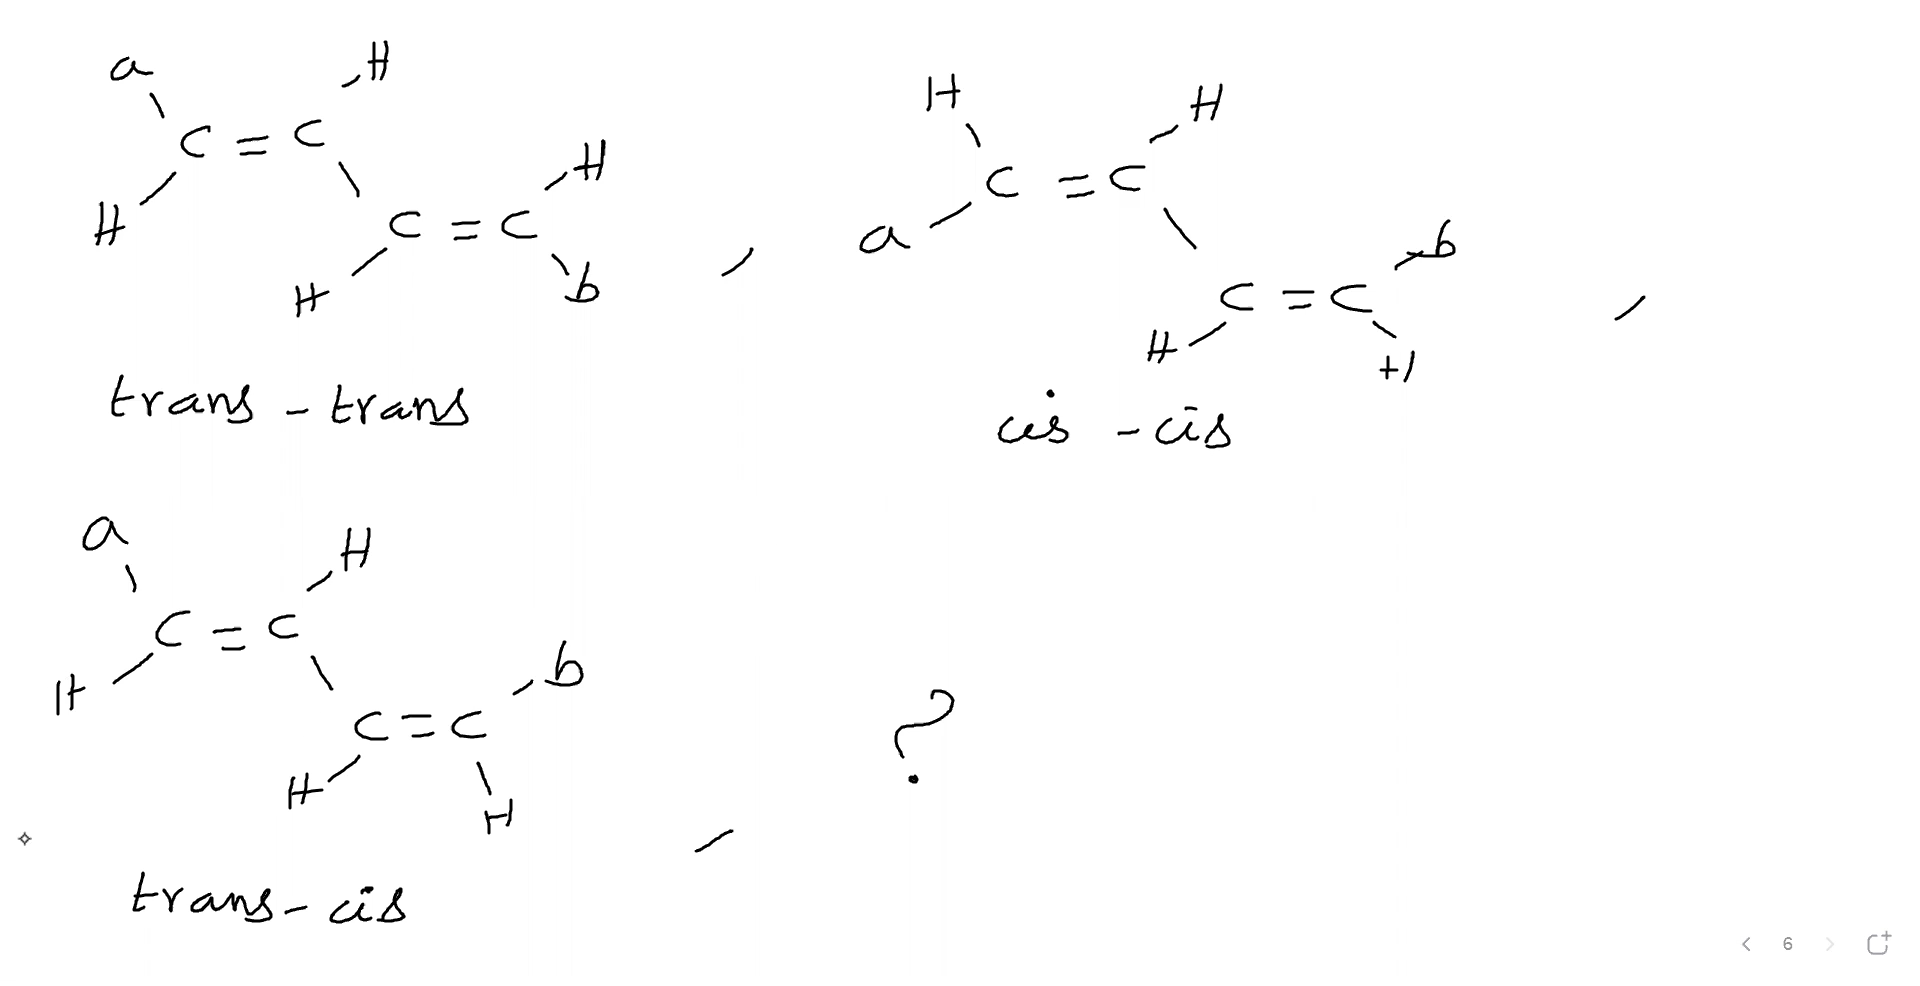 a H
C = C H
H C = C
H b ,
trans - trans
H H
C = C
a b
C = C ,
H H
cis - cis
a H
C = C
H b
C = C
H H ,
trans - cis
?
6